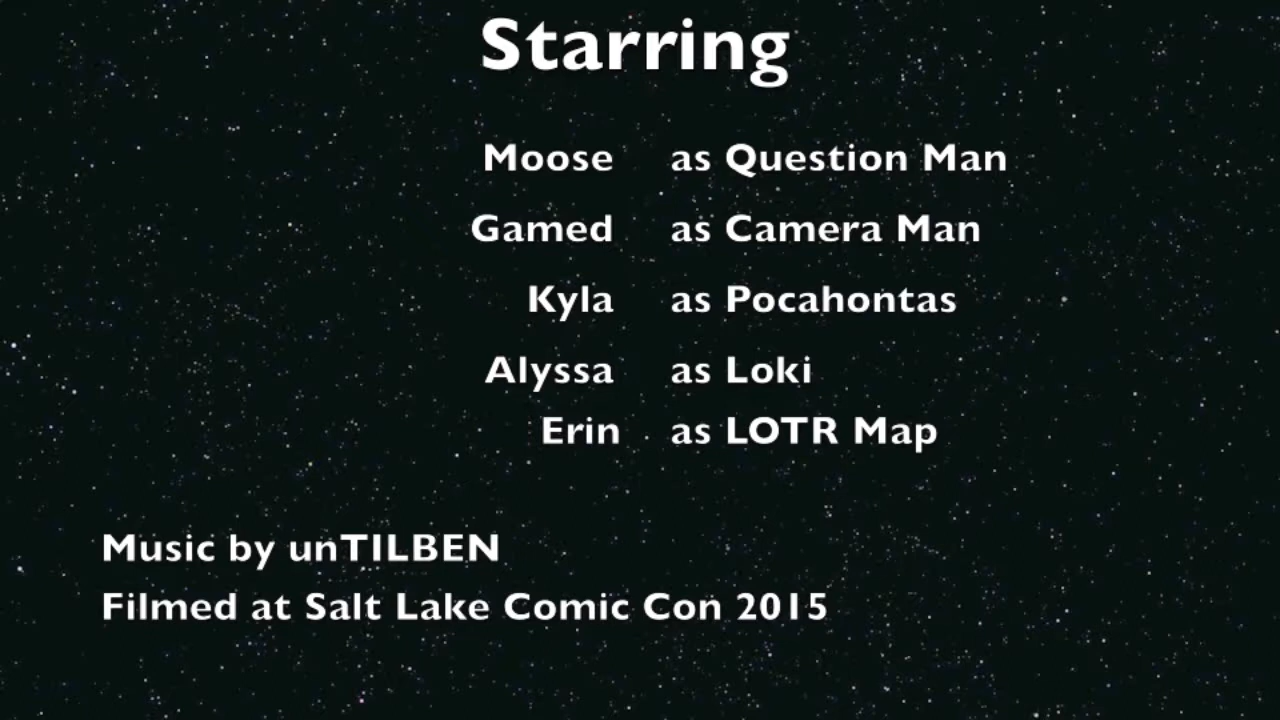 Starring
Moose as Question Man
Gamed as Camera Man
Kyla as Pocahontas
Alyssa as Loki
Erin as LOTR Map
Music by unTILBEN
Filmed at Salt Lake Comic Con 2015